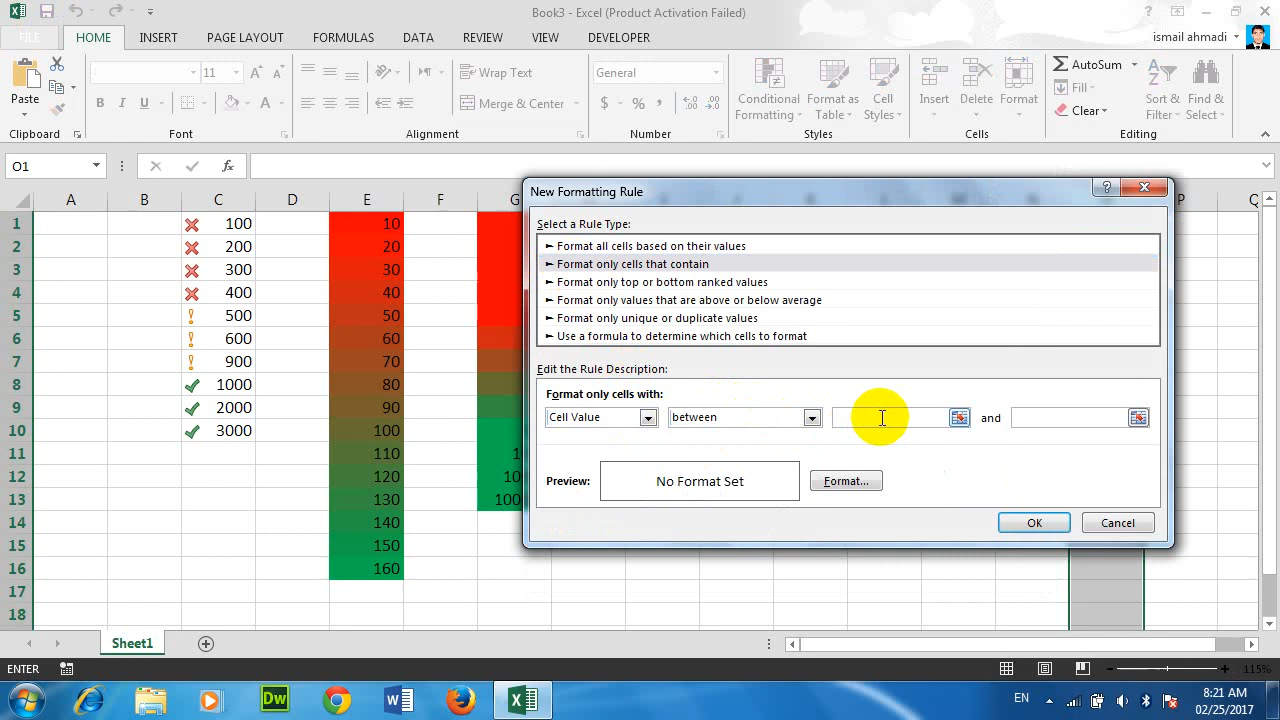 Book3 - Excel (Product Activation Failed)
FILE HOME INSERT PAGE LAYOUT FORMULAS DATA REVIEW VIEW DEVELOPER ismail ahmadi
Paste 11 Wrap Text General Conditional Formatting Format as Table Cell Styles Insert Delete Format AutoSum Sort & Filter Find & Select
B I U Merge & Center $ % , Fill
Clear
Clipboard Font Alignment Number Styles Cells Editing
O1 fx
A B C D E F G P Q
1 100 10
2 200 20
3 300 30
4 400 40
5 500 50
6 600 60
7 900 70
8 1000 80
9 2000 90
10 3000 100
11 110 1
12 120 10
13 130 100
14 140
15 150
16 160
17
18
New Formatting Rule
Select a Rule Type:
► Format all cells based on their values
► Format only cells that contain
► Format only top or bottom ranked values
► Format only values that are above or below average
► Format only unique or duplicate values
► Use a formula to determine which cells to format
Edit the Rule Description:
Format only cells with:
Cell Value between and
Preview: No Format Set Format...
OK Cancel
Sheet1
ENTER 115%
Dw EN 8:21 AM
02/25/2017